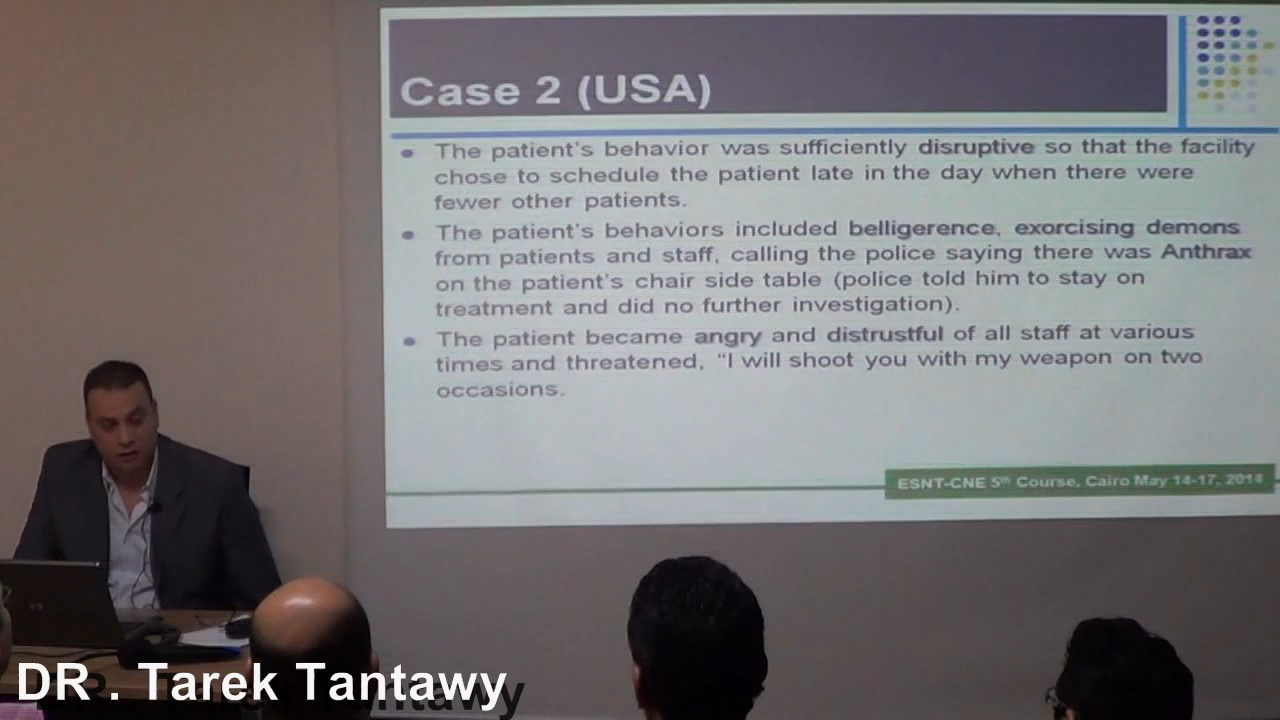 Case 2 (USA)
The patient's behavior was sufficiently disruptive so that the facility
chose to schedule the patient late in the day when there were
fewer other patients.
The patient's behaviors included belligerence, exorcising demons
from patients and staff, calling the police saying there was Anthrax
on the patient's chair side table (police told him to stay on
treatment and did no further investigation).
The patient became angry and distrustful of all staff at various
times and threatened, “I will shoot you with my weapon on two
occasions.
ESNT-CNE 5th Course, Cairo May 14-17, 2014
DR . Tarek Tantawy